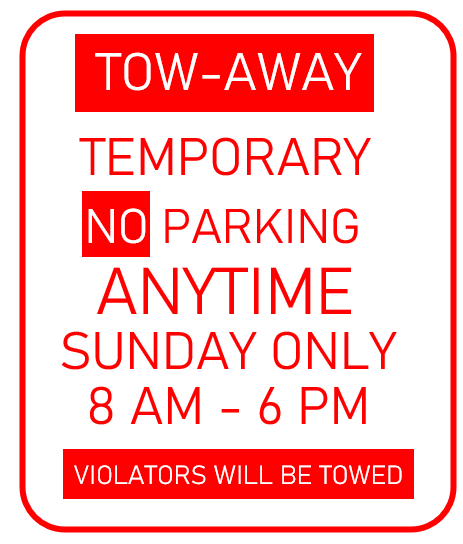 TOW-AWAY
TEMPORARY
NO PARKING
ANYTIME
SUNDAY ONLY
8 AM - 6 PM
VIOLATORS WILL BE TOWED